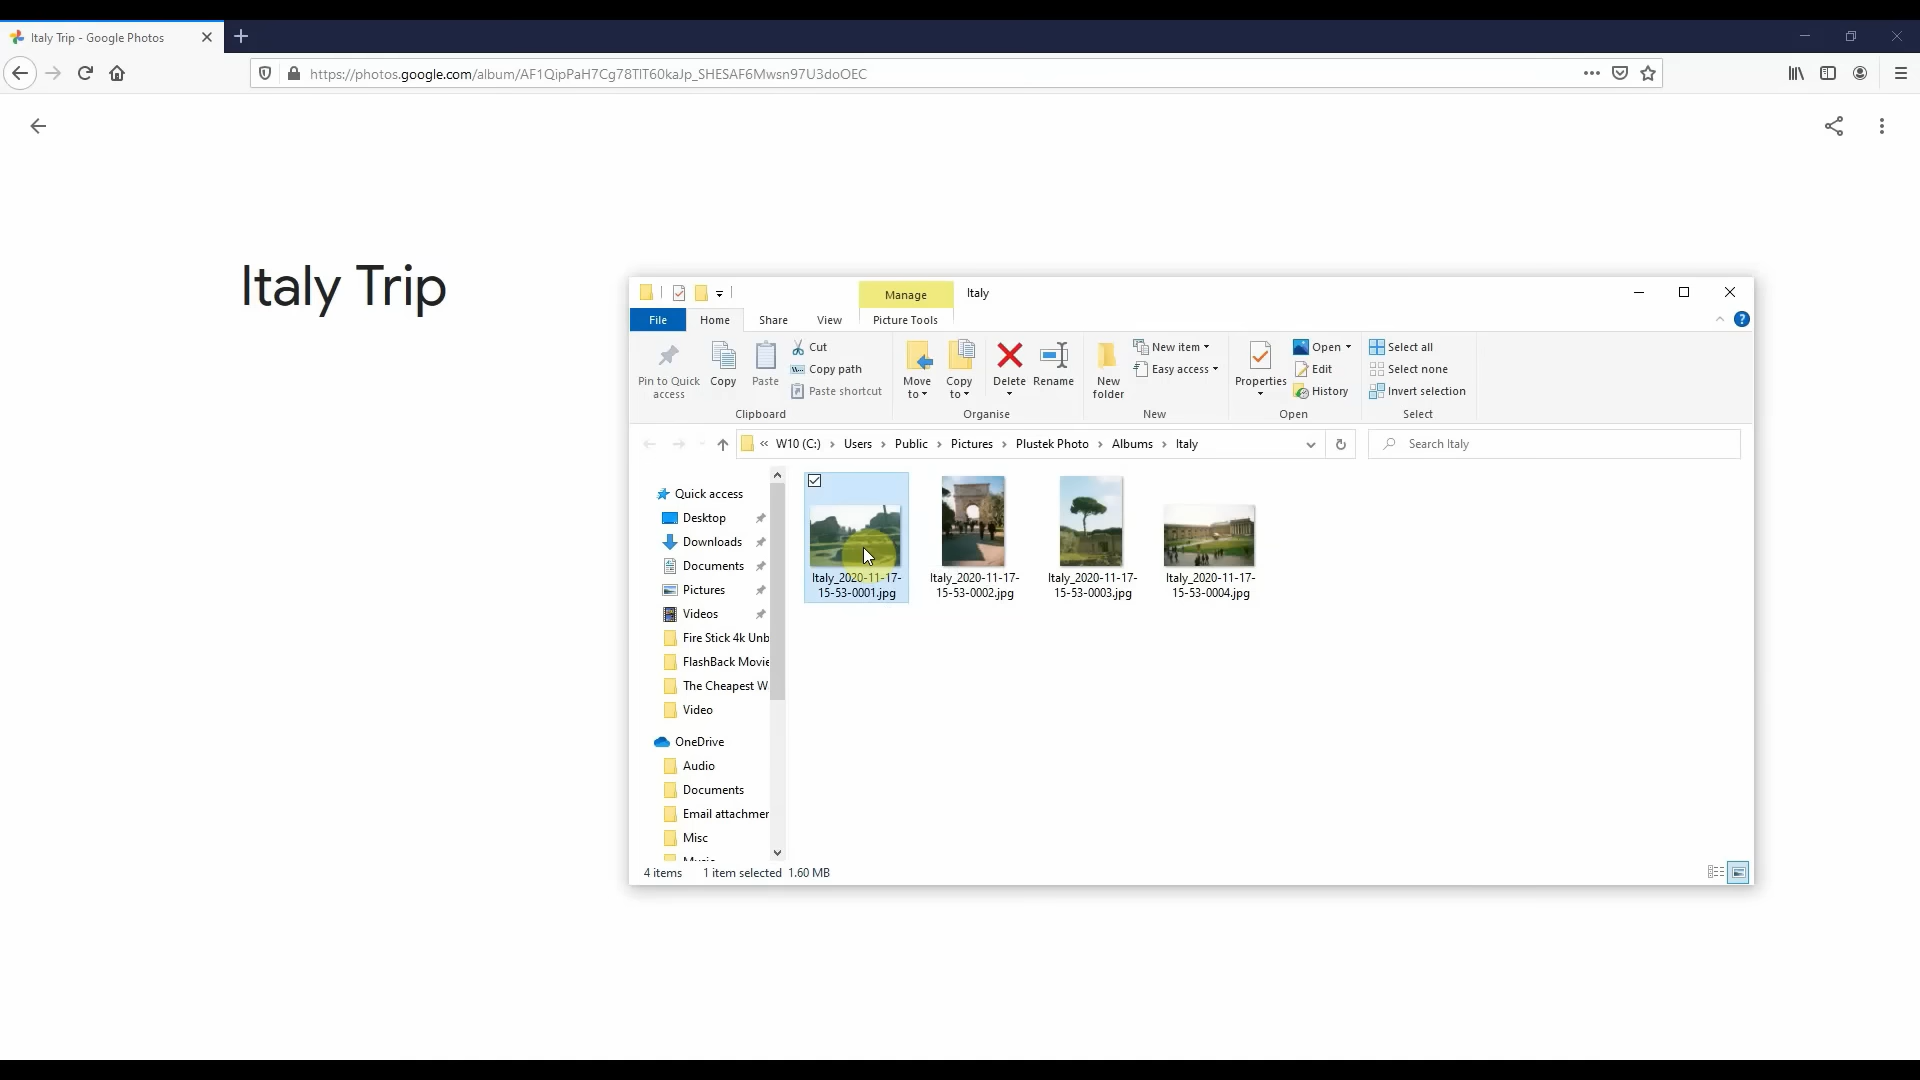 Italy Trip - Google Photos
https://photos.google.com/album/AF1QipPaH7Cg78TlT60kaJp_SHESAF6Mwsn97U3doOEC
Italy Trip
Manage
Italy
File
Home
Share
View
Picture Tools
Pin to Quick access
Copy
Paste
Cut
Copy path
Paste shortcut
Clipboard
Move to
Copy to
Delete
Rename
Organise
New folder
New item
Easy access
New
Properties
Open
Edit
History
Open
Select all
Select none
Invert selection
Select
« W10 (C:) › Users › Public › Pictures › Plustek Photo › Albums › Italy
Search Italy
Quick access
Desktop
Downloads
Documents
Pictures
Videos
Fire Stick 4k Unb
FlashBack Movie
The Cheapest W
Video
OneDrive
Audio
Documents
Email attachmer
Misc
Music
Italy_2020-11-17-
15-53-0001.jpg
Italy_2020-11-17-
15-53-0002.jpg
Italy_2020-11-17-
15-53-0003.jpg
Italy_2020-11-17-
15-53-0004.jpg
4 items
1 item selected 1.60 MB